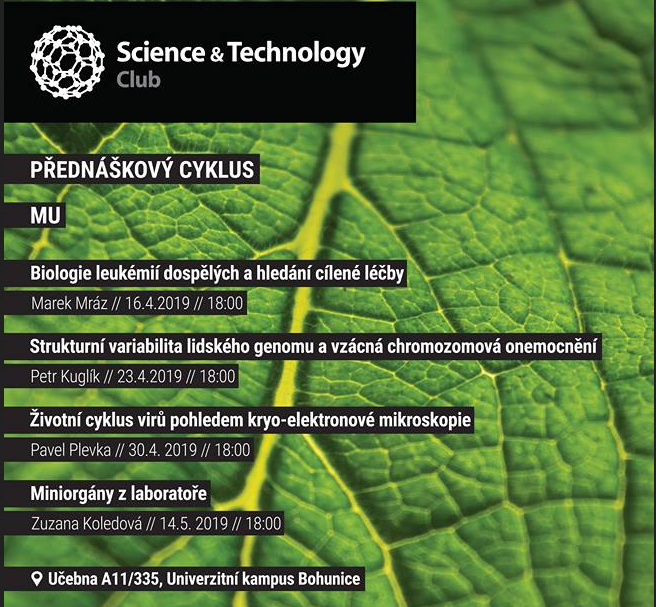 Science & Technology
Club
PŘEDNÁŠKOVÝ CYKLUS
MU
Biologie leukémií dospělých a hledání cílené léčby
Marek Mráz // 16.4.2019 // 18:00
Strukturní variabilita lidského genomu a vzácná chromozomová onemocnění
Petr Kuglík // 23.4.2019 // 18:00
Životní cyklus virů pohledem kryo-elektronové mikroskopie
Pavel Plevka // 30.4. 2019 // 18:00
Miniorgány z laboratoře
Zuzana Koledová // 14.5. 2019 // 18:00
Učebna A11/335, Univerzitní kampus Bohunice